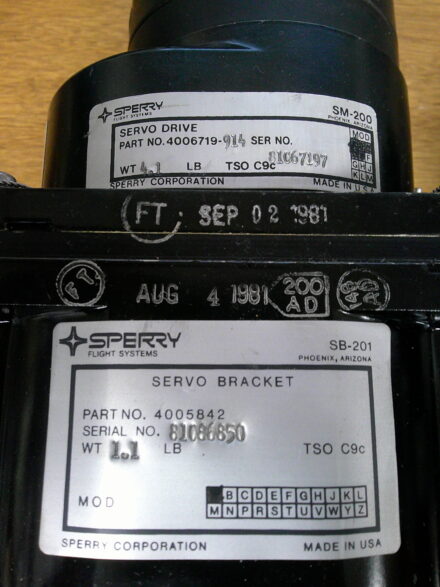 SPERRY
FLIGHT SYSTEMS
SM-200
PHOENIX, ARIZONA
SERVO DRIVE
PART NO. 4006719-914 SER NO.
81067197
WT 4.1 LB TSO C9c
MOD
F
G H J
K L M
SPERRY CORPORATION MADE IN USA
FT SEP 02 1981
FT AUG 4 1981 200 AD
SPERRY
FLIGHT SYSTEMS
SB-201
PHOENIX, ARIZONA
SERVO BRACKET
PART NO. 4005842
SERIAL NO. 81086850
WT 1.1 LB TSO C9c
MOD B C D E F G H J K L
M N P R S T U V W Y Z
SPERRY CORPORATION MADE IN USA